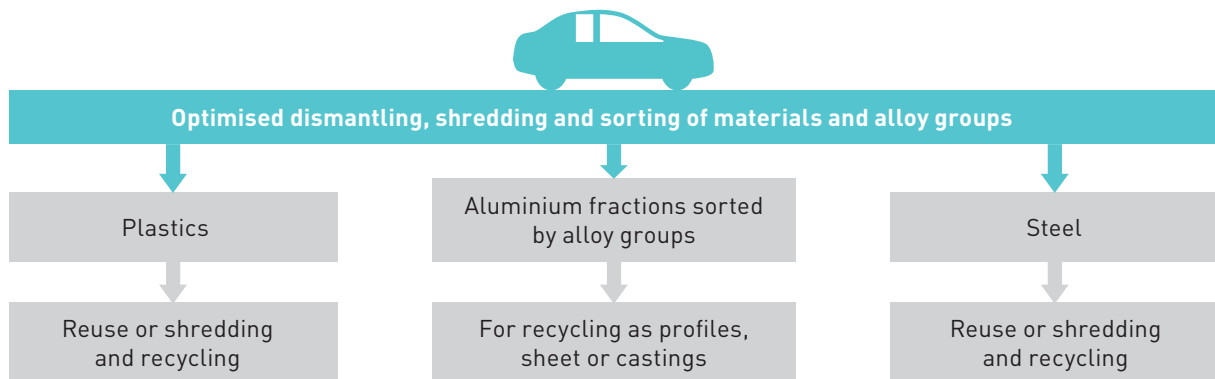 Optimised dismantling, shredding and sorting of materials and alloy groups
Plastics
Aluminium fractions sorted
by alloy groups
Steel
Reuse or shredding
and recycling
For recycling as profiles,
sheet or castings
Reuse or shredding
and recycling